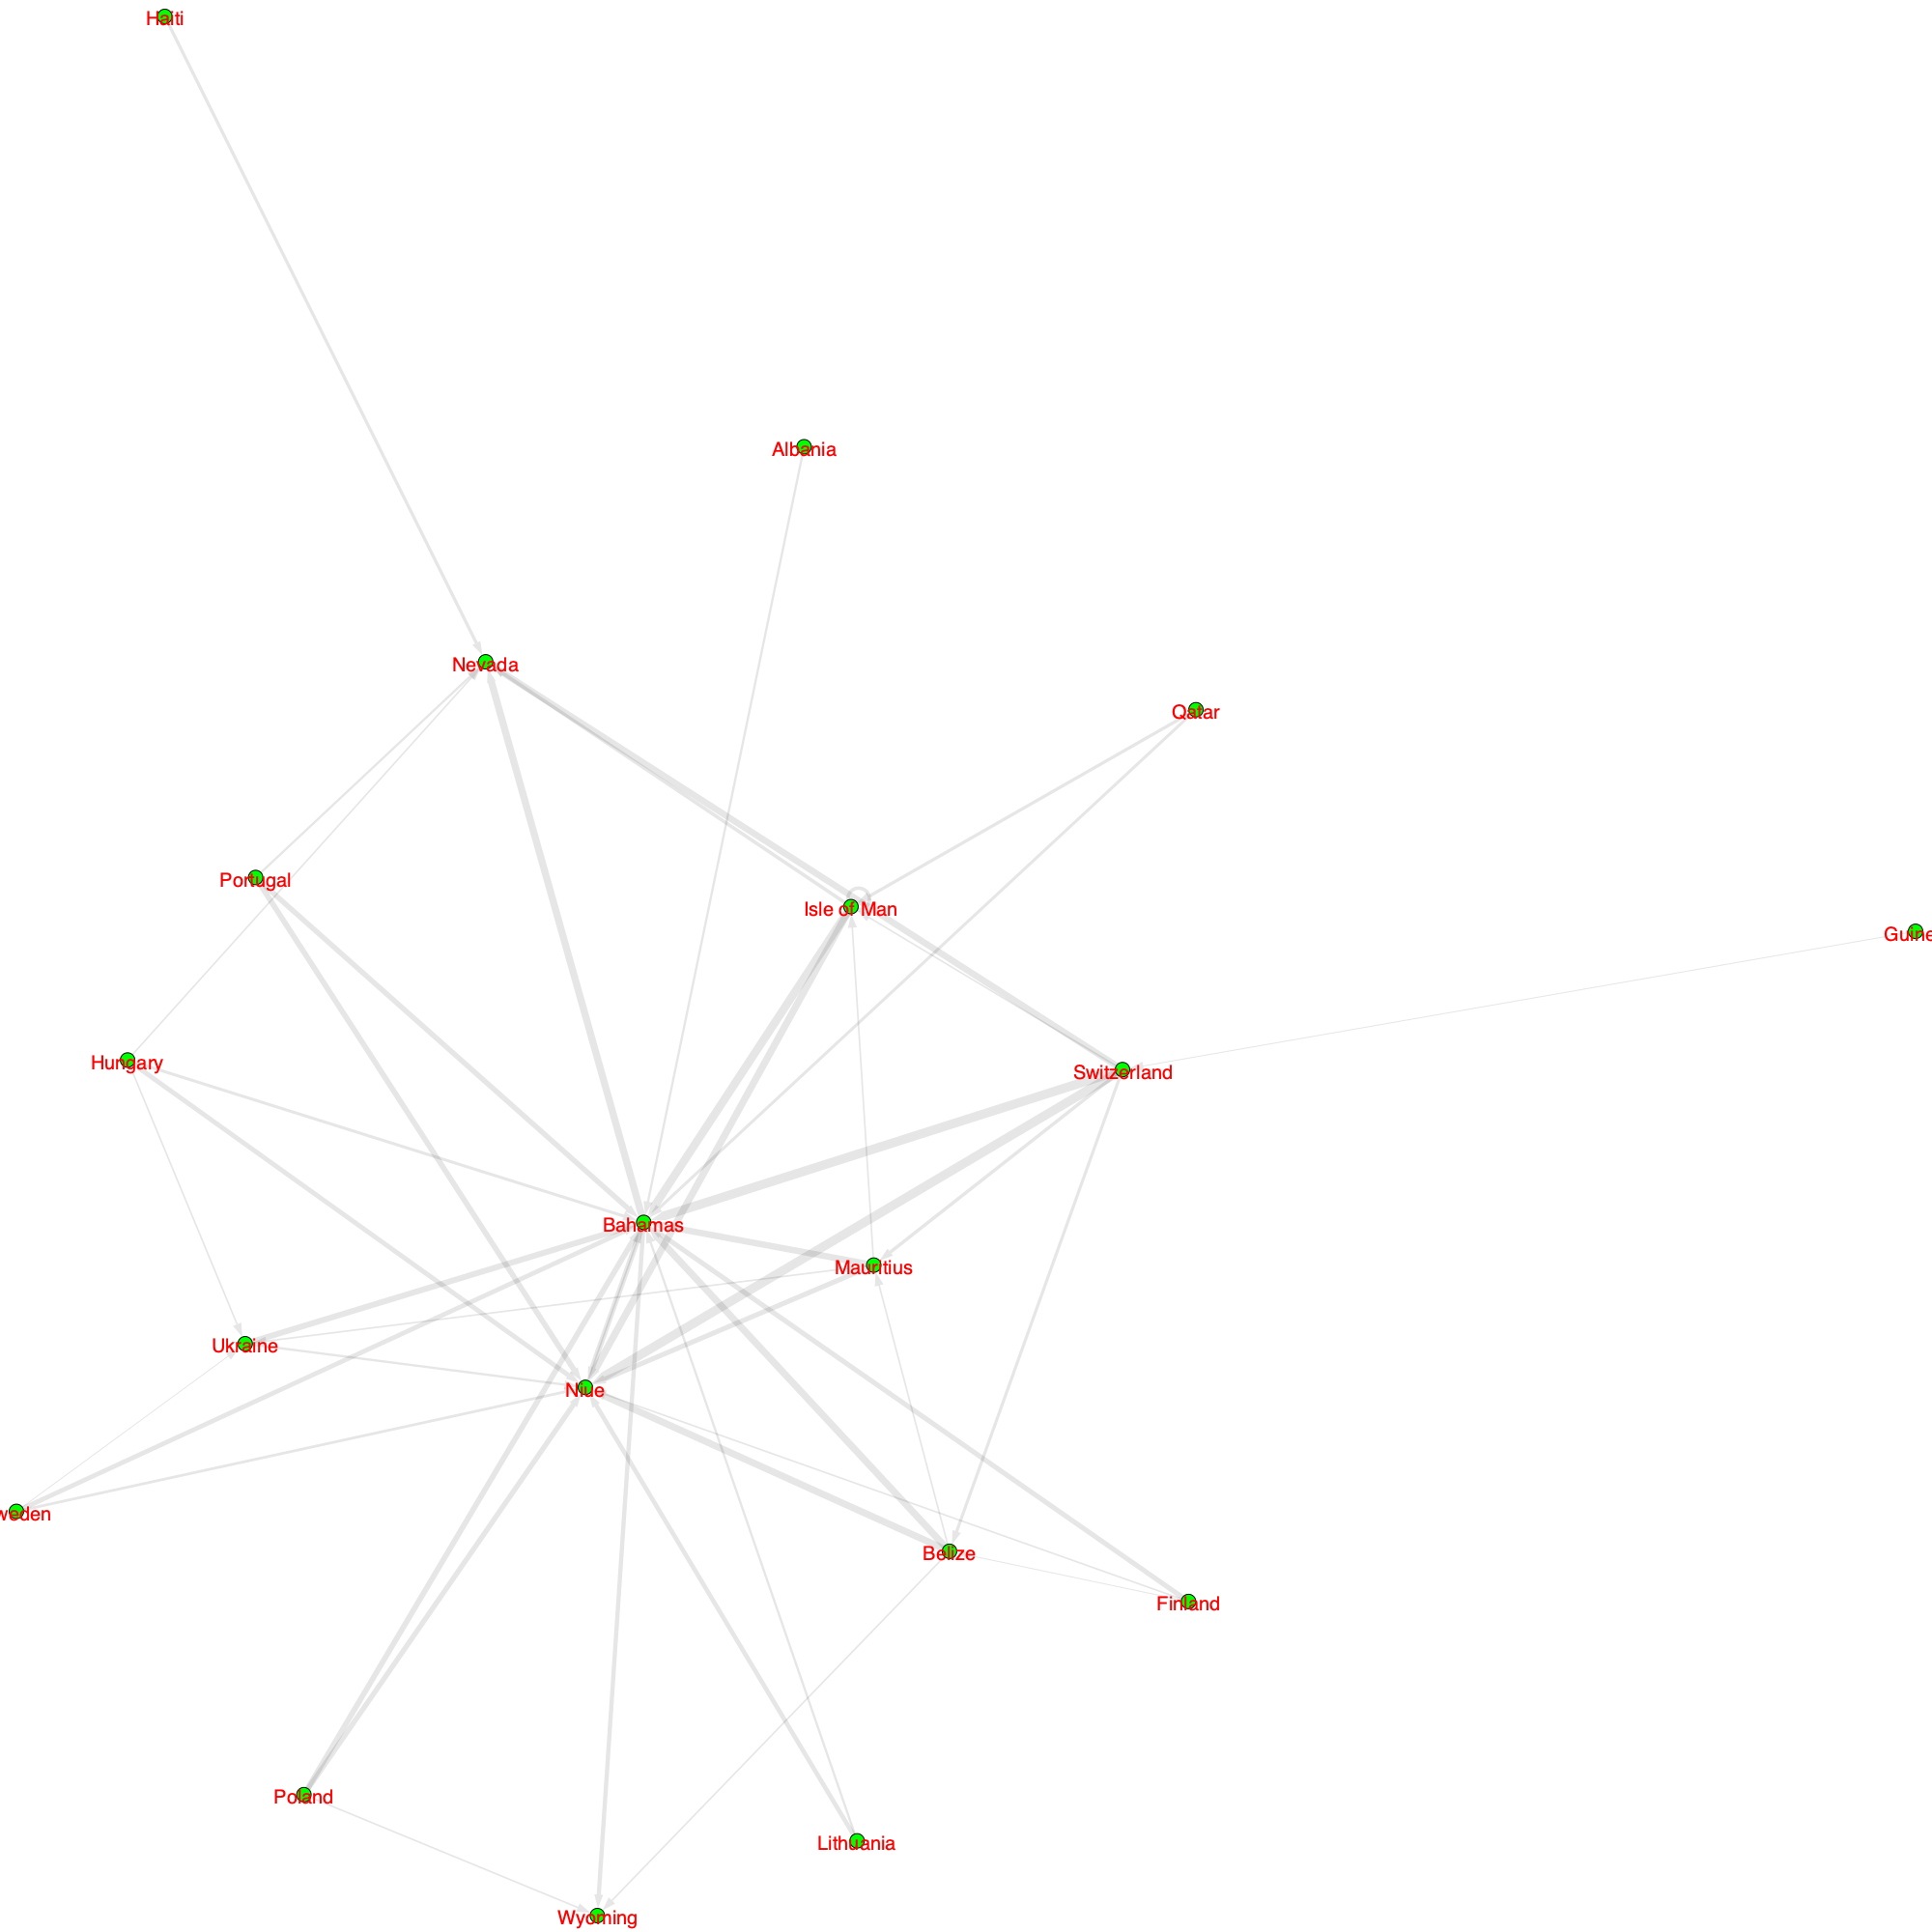 Haiti
Albania
Nevada
Qatar
Portugal
Isle of Man
Guine
Hungary
Switzerland
Bahamas
Mauritius
Ukraine
Niue
weden
Belize
Finland
Poland
Lithuania
Wyoming